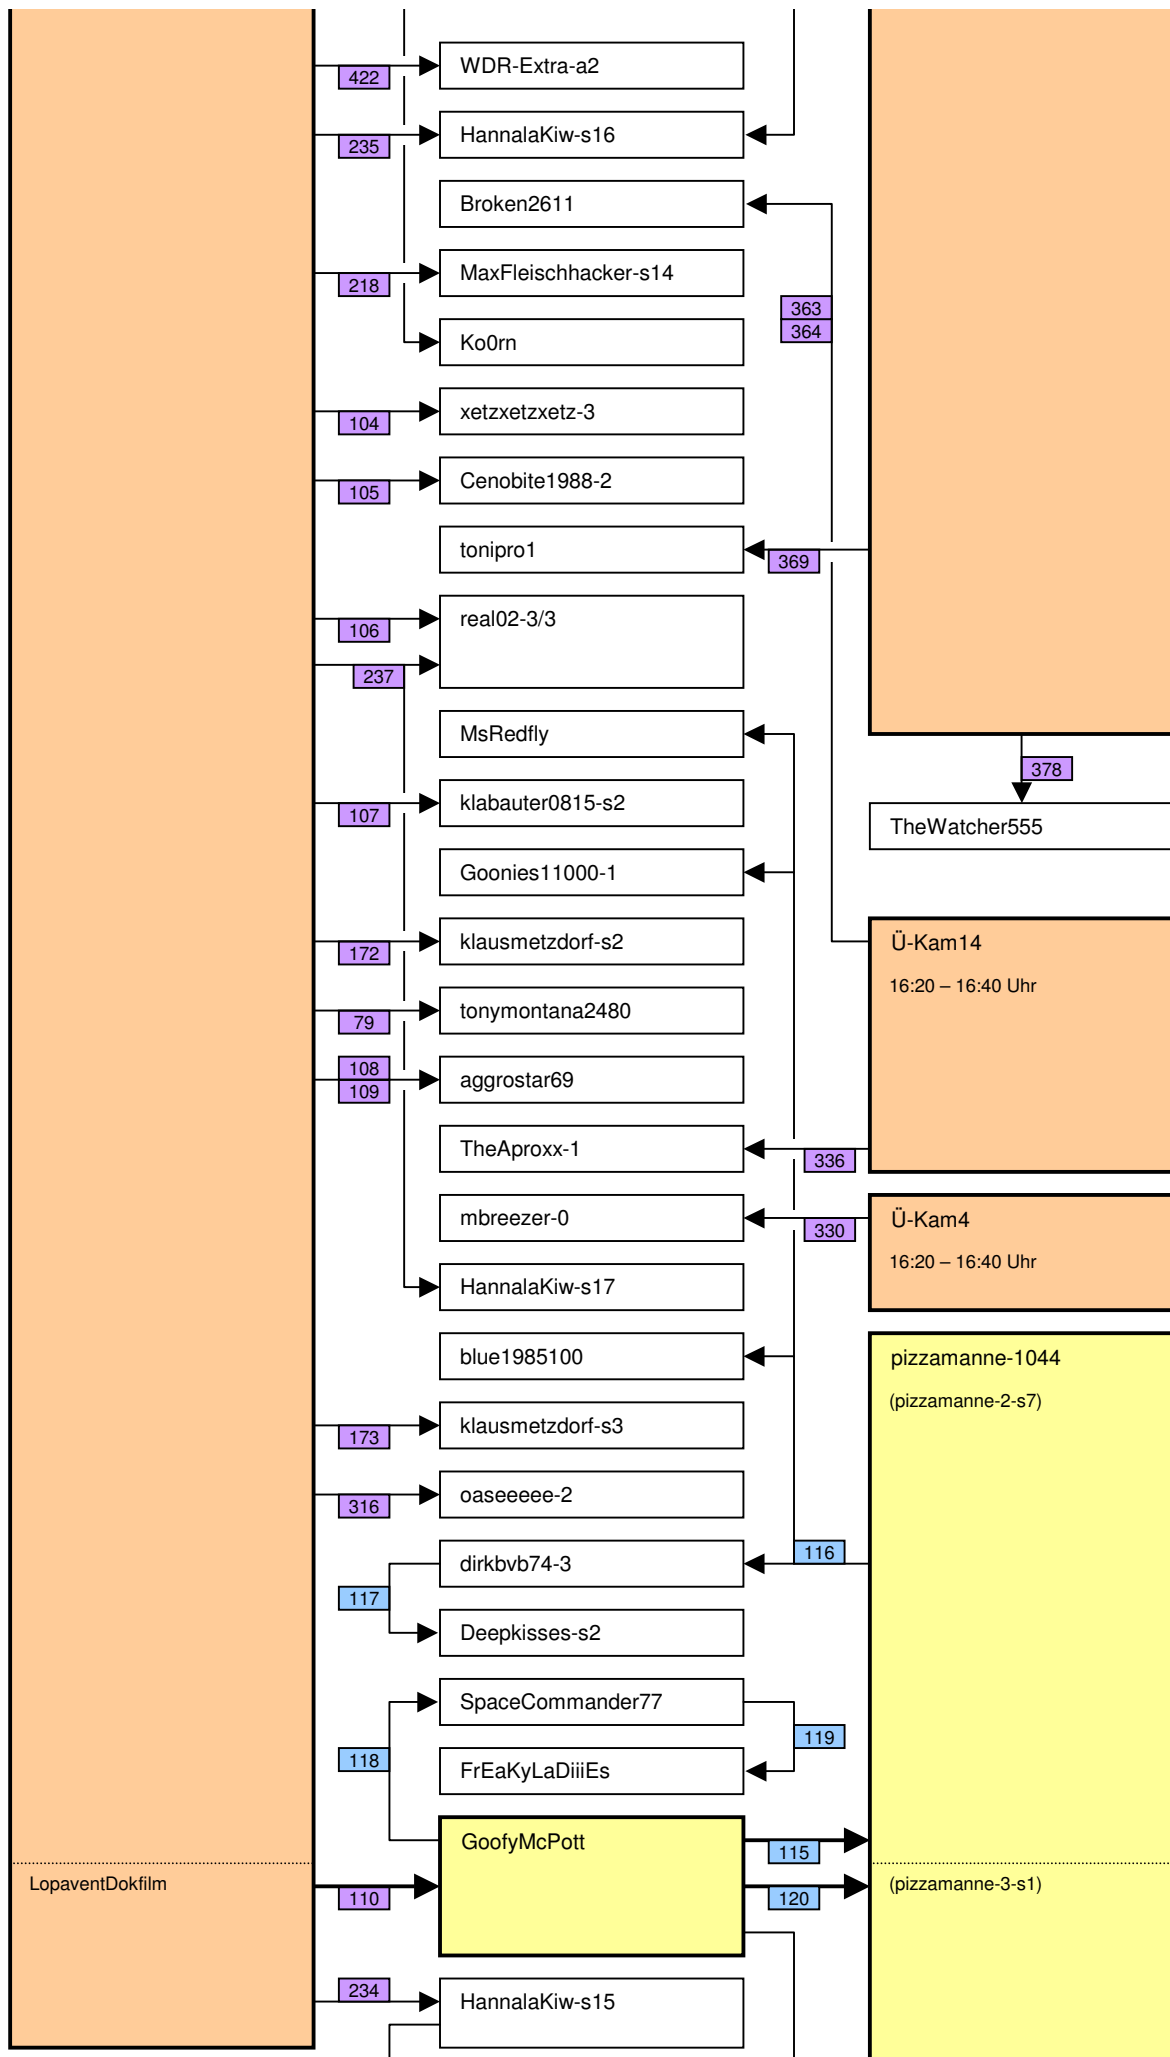 WDR-Extra-a2
422
HannalaKiw-s16
235
Broken2611
MaxFleischhacker-s14
218
363
364
Ko0rn
xetzxetzxetz-3
104
Cenobite1988-2
105
tonipro1
369
real02-3/3
106
237
MsRedfly
378
klabauter0815-s2
107
TheWatcher555
Goonies11000-1
klausmetzdorf-s2
172
Ü-Kam14
16:20 – 16:40 Uhr
tonymontana2480
79
108
109
aggrostar69
TheAproxx-1
336
mbreezer-0
330
Ü-Kam4
16:20 – 16:40 Uhr
HannalaKiw-s17
blue1985100
pizzamanne-1044
(pizzamanne-2-s7)
klausmetzdorf-s3
173
oaseeeee-2
316
dirkbvb74-3
116
117
Deepkisses-s2
SpaceCommander77
119
118
FrEaKyLaDiiiEs
GoofyMcPott
115
LopaventDokfilm
110
120
(pizzamanne-3-s1)
234
HannalaKiw-s15